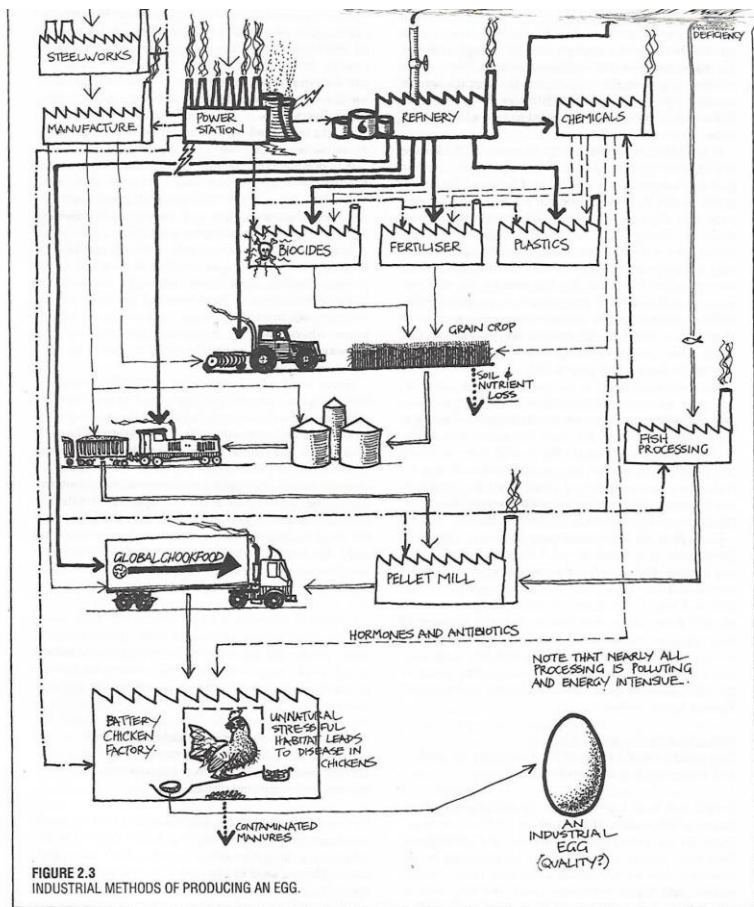 DEFICIENCY
STEELWORKS
MANUFACTURE
POWER
STATION
REFINERY
CHEMICALS
BIOCIDES
FERTILISER
PLASTICS
GRAIN CROP
SOIL &
NUTRIENT
LOSS
FISH
PROCESSING
GLOBAL CHOOKFOOD
PELLET MILL
HORMONES AND ANTIBIOTICS
NOTE THAT NEARLY ALL
PROCESSING IS POLLUTING
AND ENERGY INTENSIVE..
BATTERY
CHICKEN
FACTORY.
UNNATURAL
STRESSFUL
HABITAT LEADS
TO DISEASE IN
CHICKENS
CONTAMINATED
MANURES
AN
INDUSTRIAL
EGG
(QUALITY?)
FIGURE 2.3
INDUSTRIAL METHODS OF PRODUCING AN EGG.